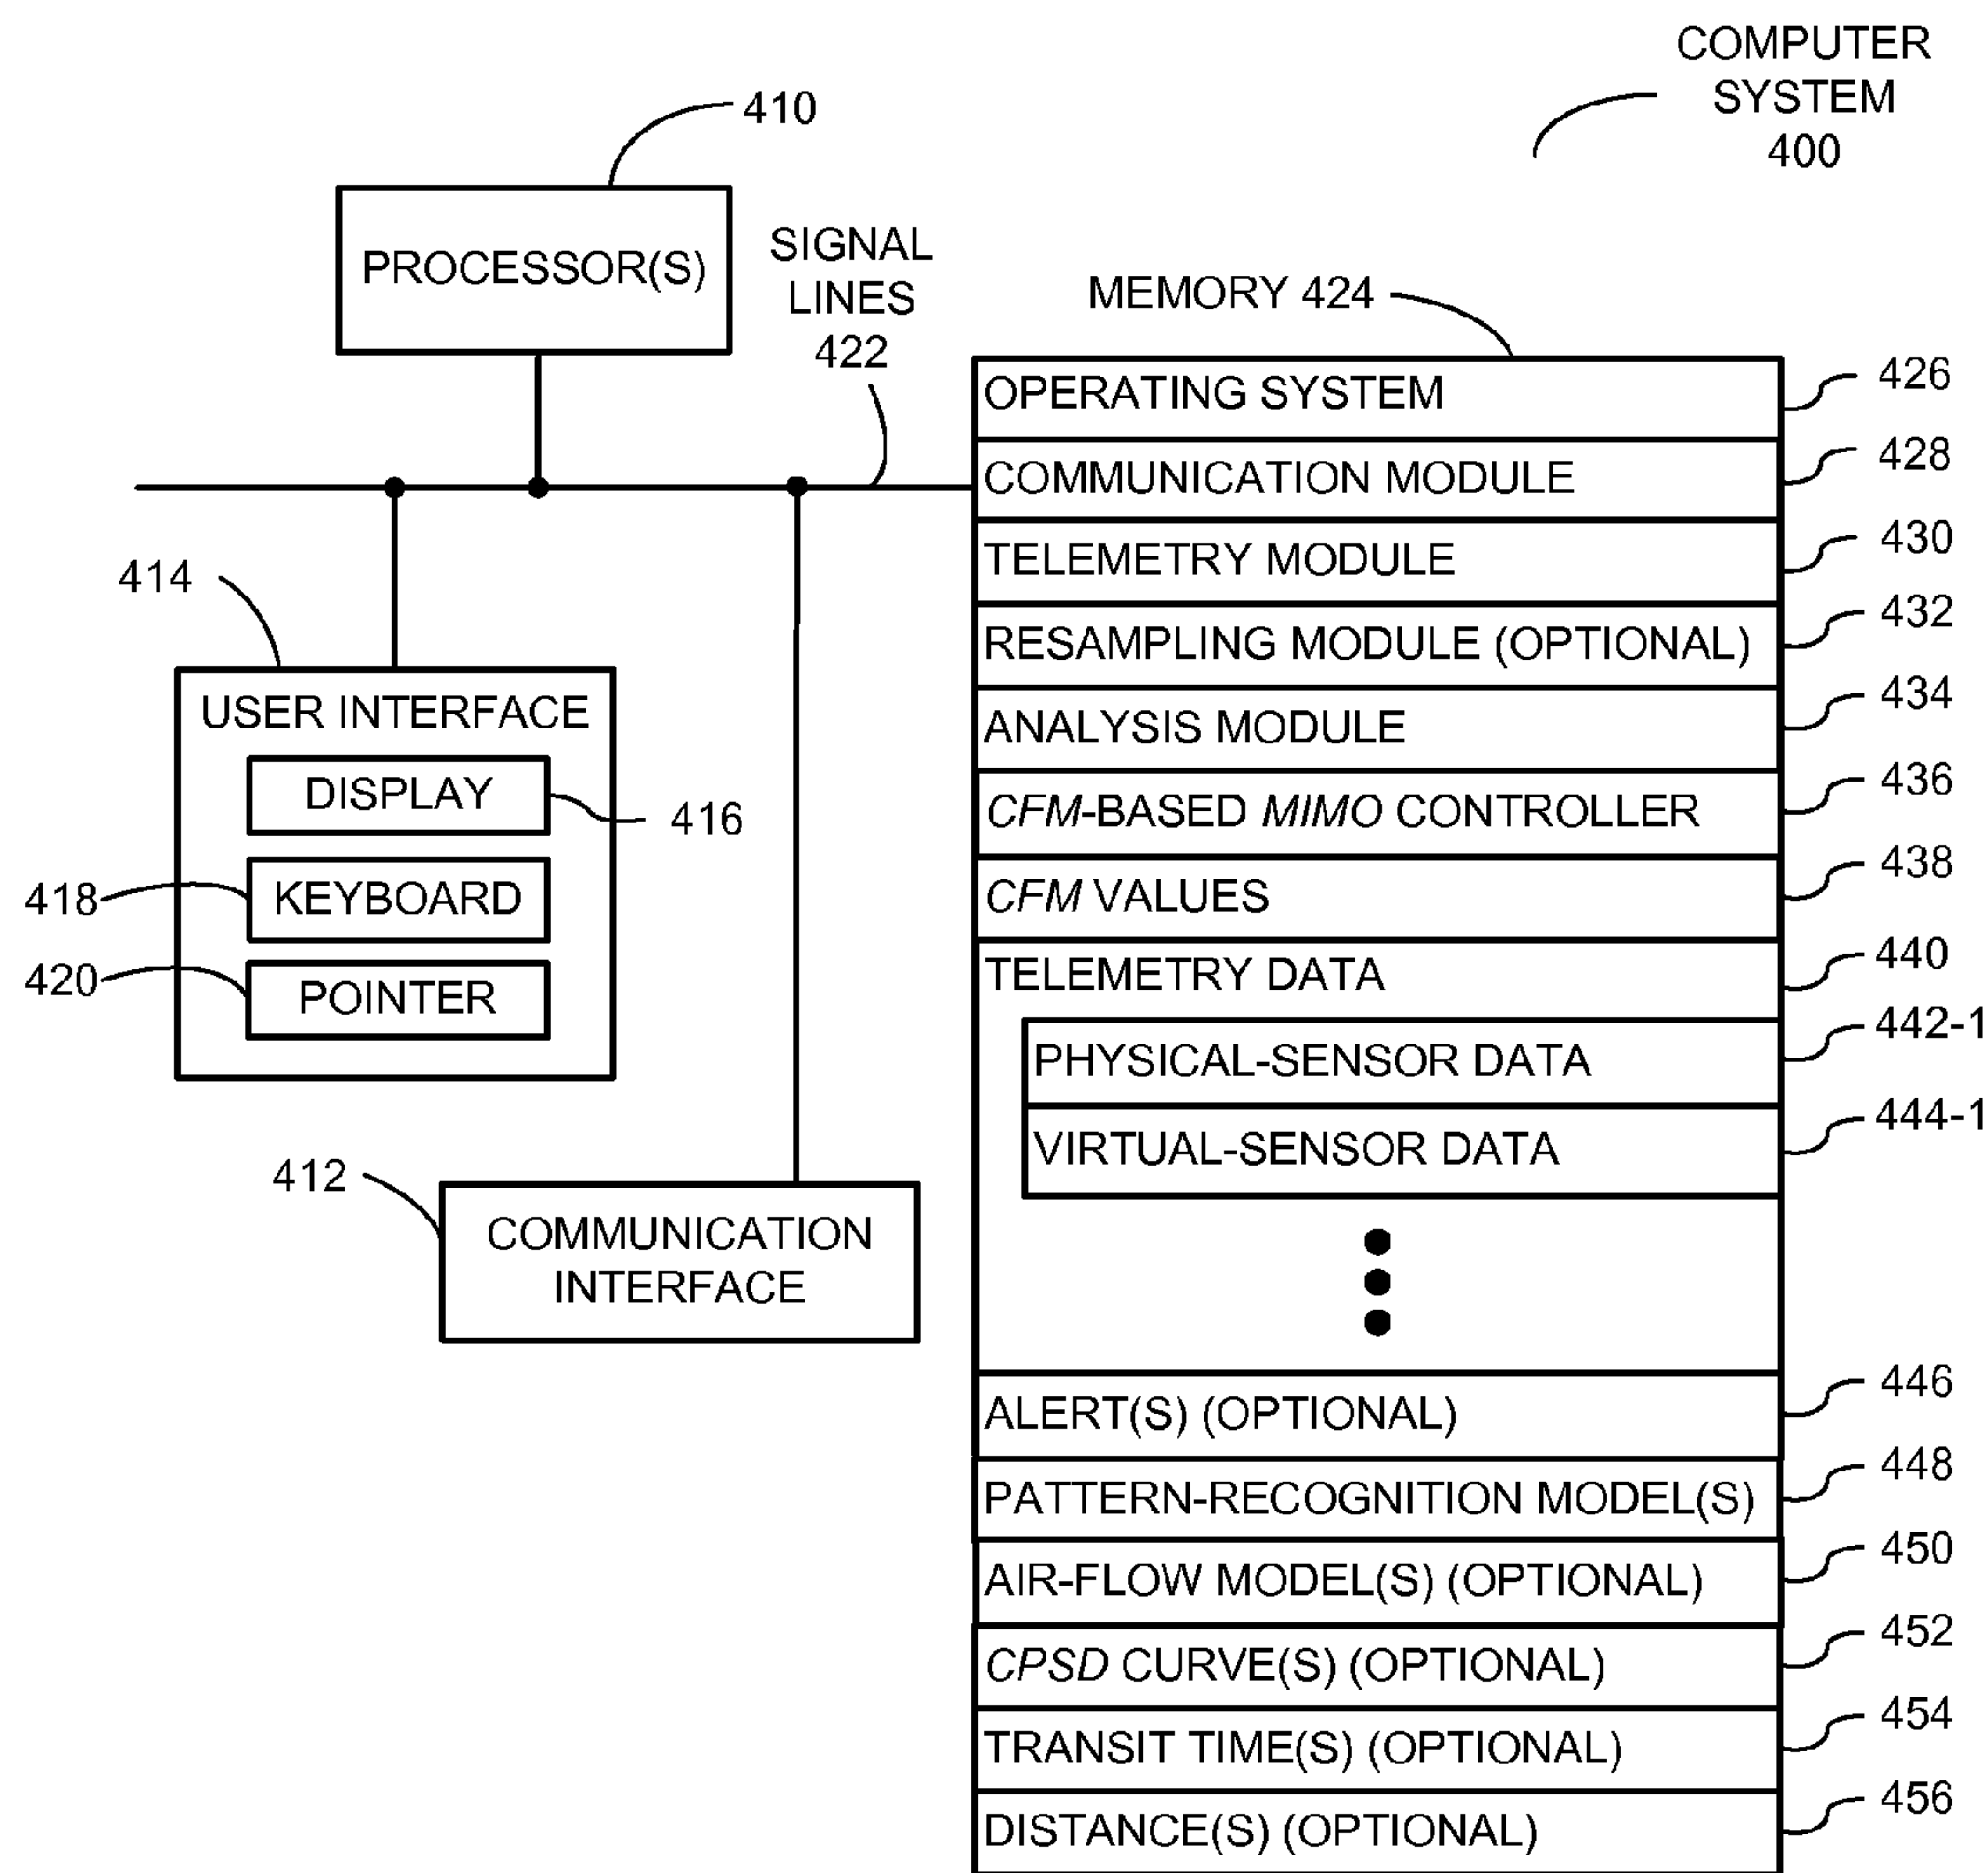 COMPUTER
SYSTEM
400
410
PROCESSOR(S)
SIGNAL
LINES
422
MEMORY 424
OPERATING SYSTEM
426
COMMUNICATION MODULE
428
TELEMETRY MODULE
430
RESAMPLING MODULE (OPTIONAL)
432
ANALYSIS MODULE
434
CFM-BASED MIMO CONTROLLER
436
CFM VALUES
438
TELEMETRY DATA
440
PHYSICAL-SENSOR DATA
442-1
VIRTUAL-SENSOR DATA
444-1
ALERT(S) (OPTIONAL)
446
PATTERN-RECOGNITION MODEL(S)
448
AIR-FLOW MODEL(S) (OPTIONAL)
450
CPSD CURVE(S) (OPTIONAL)
452
TRANSIT TIME(S) (OPTIONAL)
454
DISTANCE(S) (OPTIONAL)
456
414
USER INTERFACE
DISPLAY
416
418
KEYBOARD
420
POINTER
412
COMMUNICATION
INTERFACE